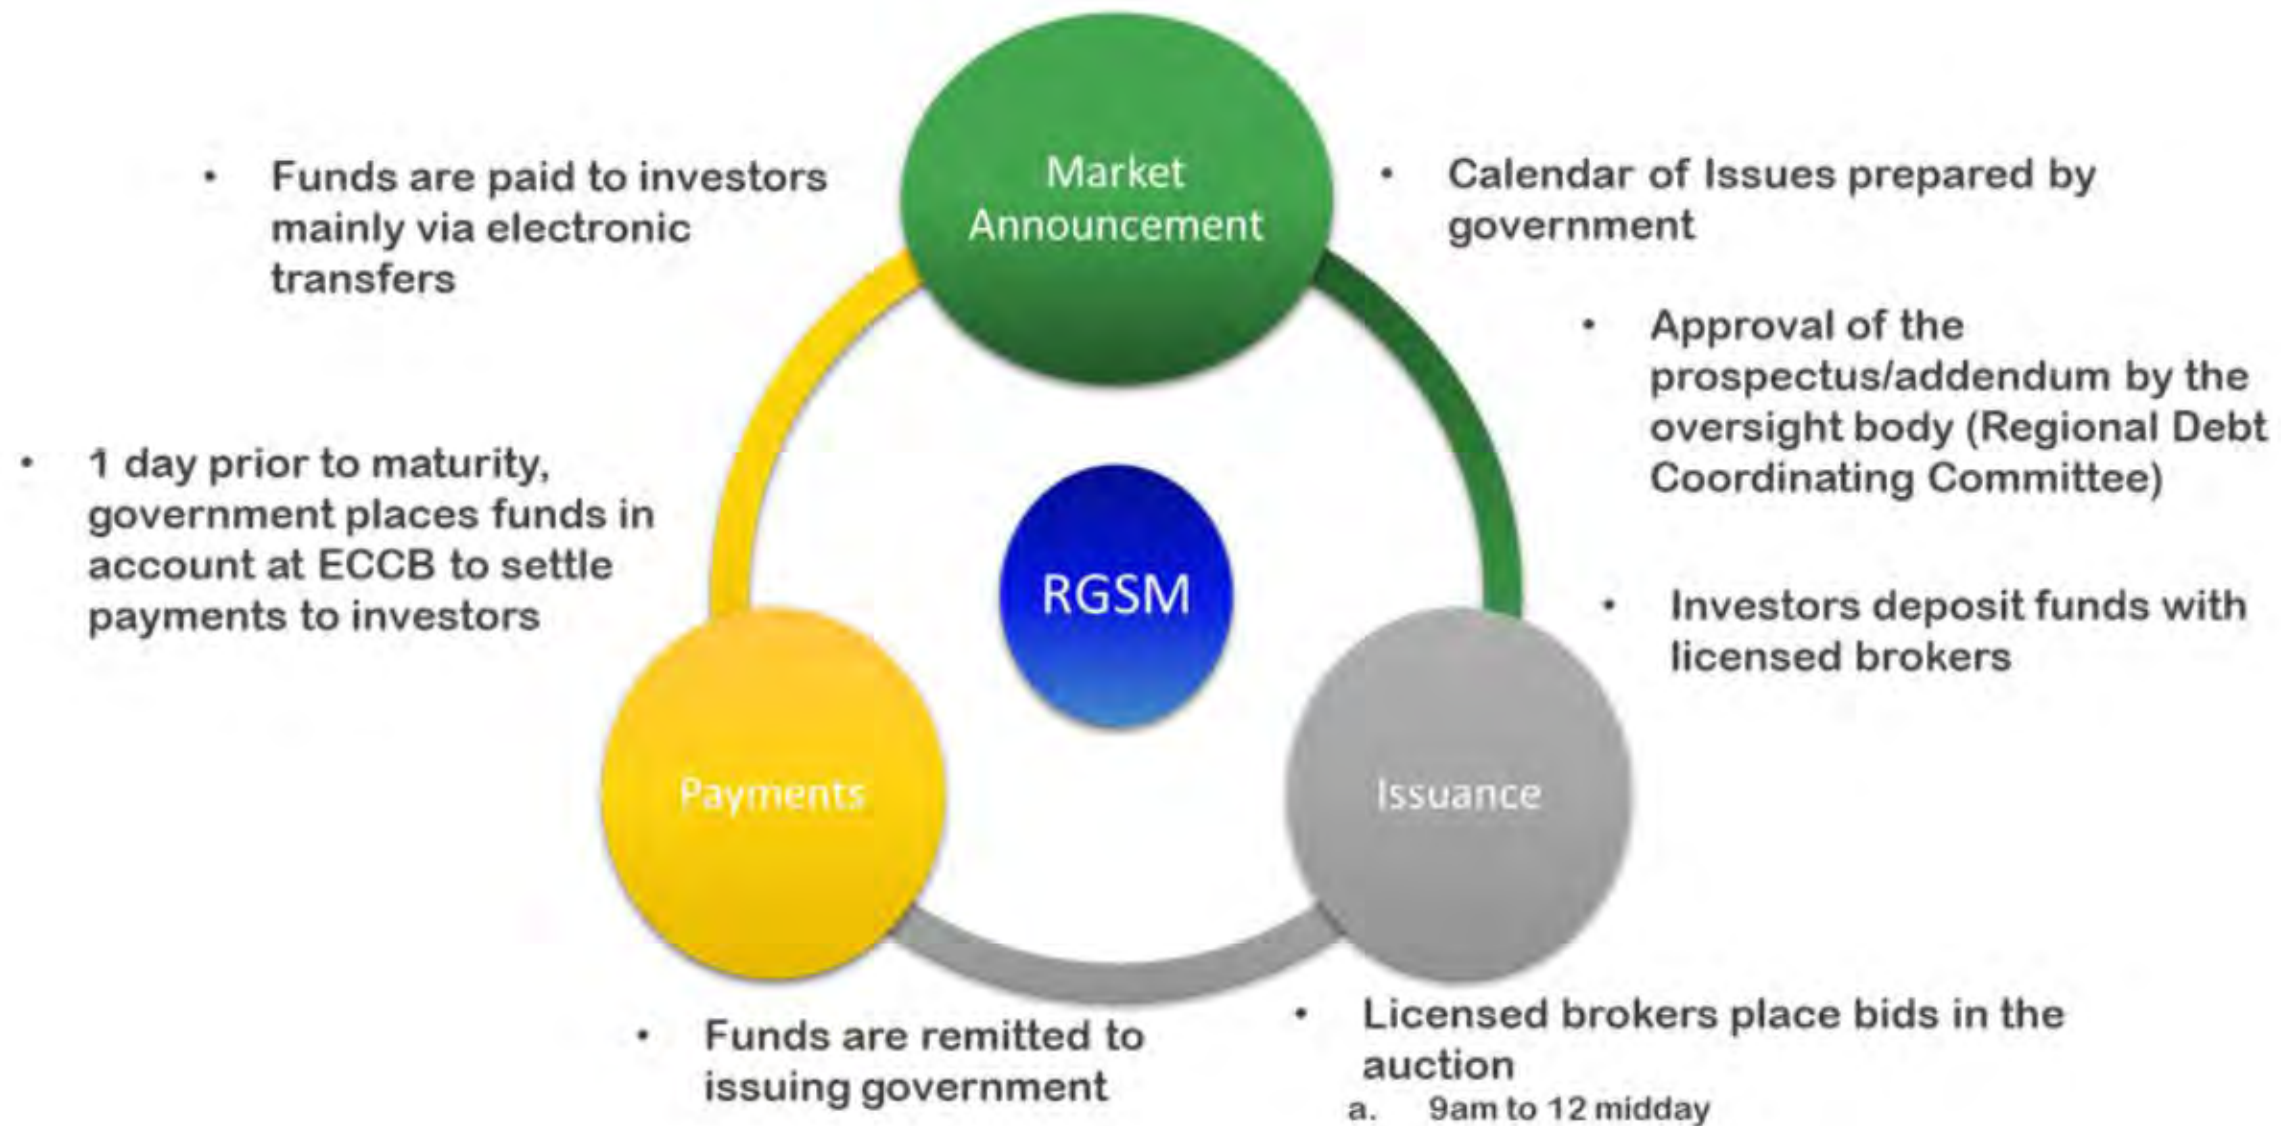 Market
Announcement
• Calendar of Issues prepared by
government
• Approval of the
prospectus/addendum by the
oversight body (Regional Debt
Coordinating Committee)
• Investors deposit funds with
licensed brokers
Issuance
• Licensed brokers place bids in the
auction
a. 9am to 12 midday
• Funds are remitted to
issuing government
Payments
• 1 day prior to maturity,
government places funds in
account at ECCB to settle
payments to investors
• Funds are paid to investors
mainly via electronic
transfers
RGSM